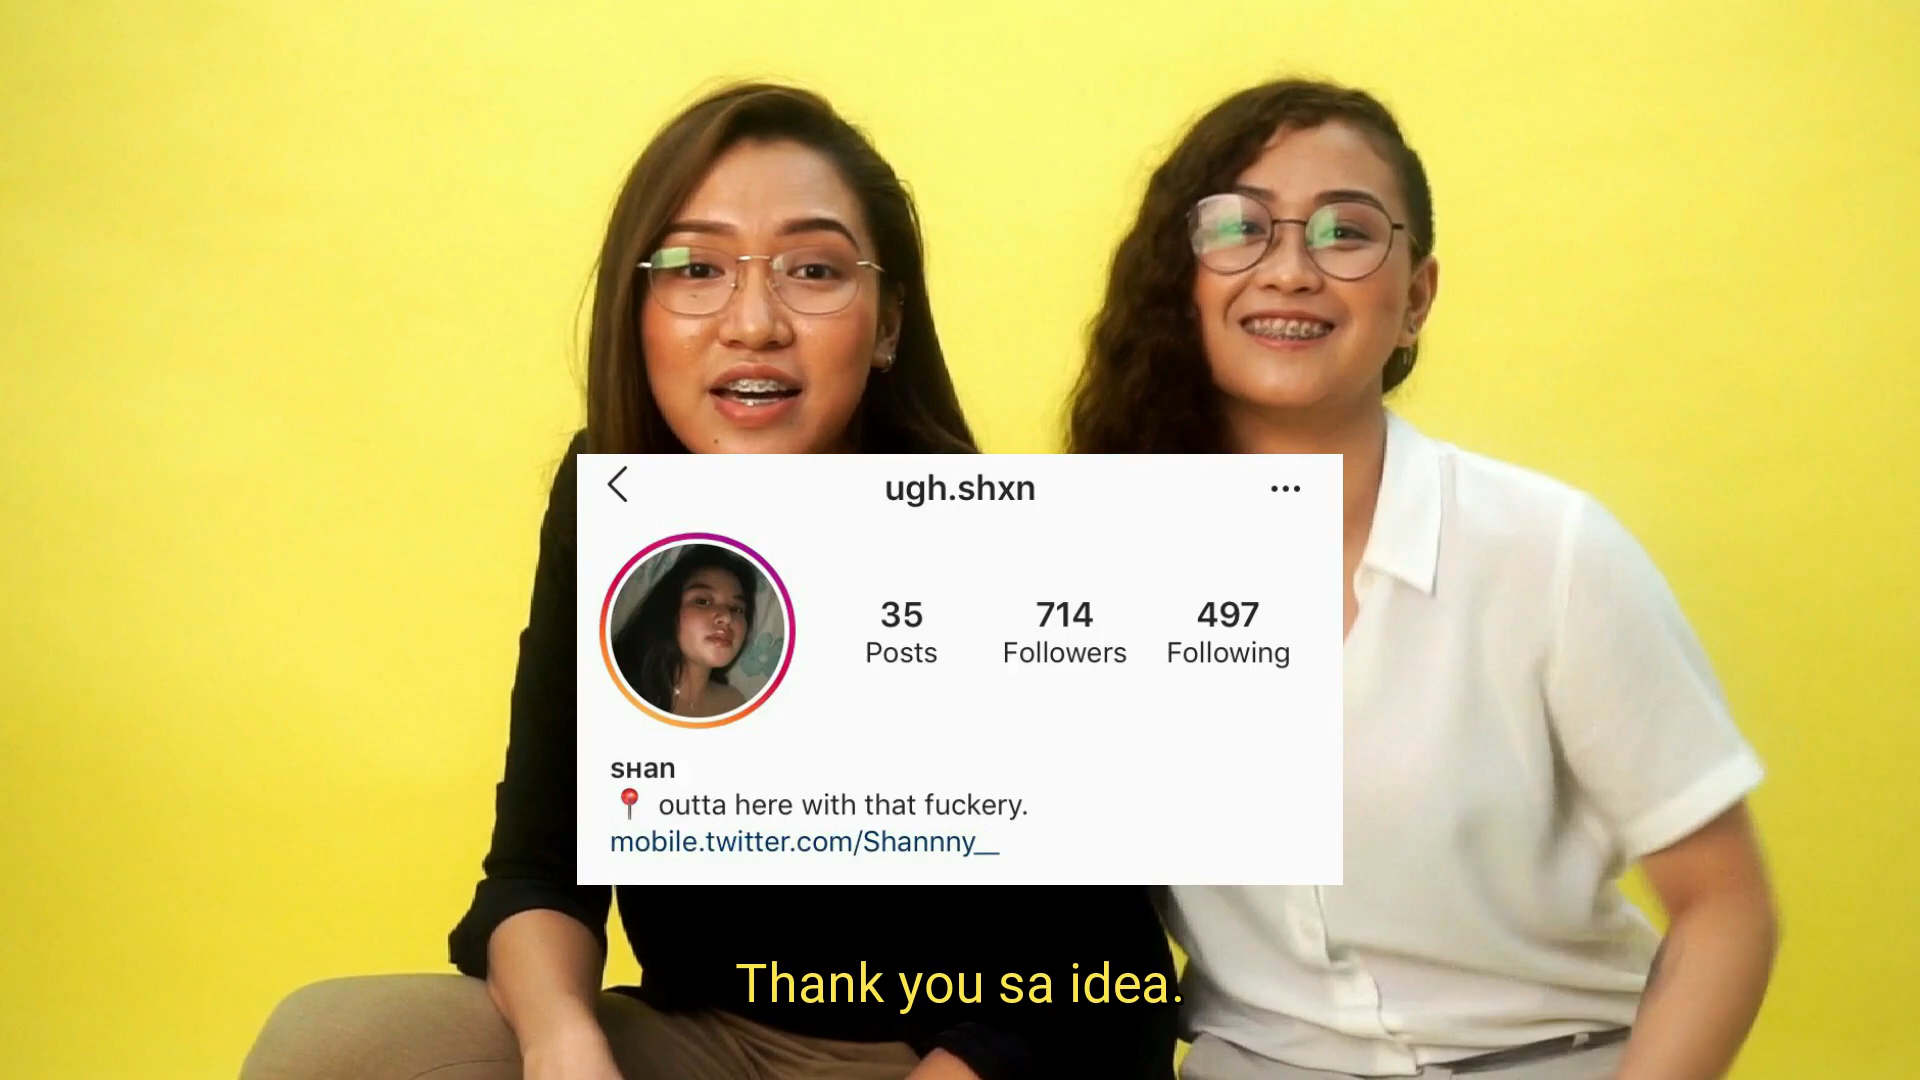 ugh.shxn
35
714
497
Posts
Followers
Following
sнan
📍 outta here with that fuckery.
mobile.twitter.com/Shannny__
Thank you sa idea.